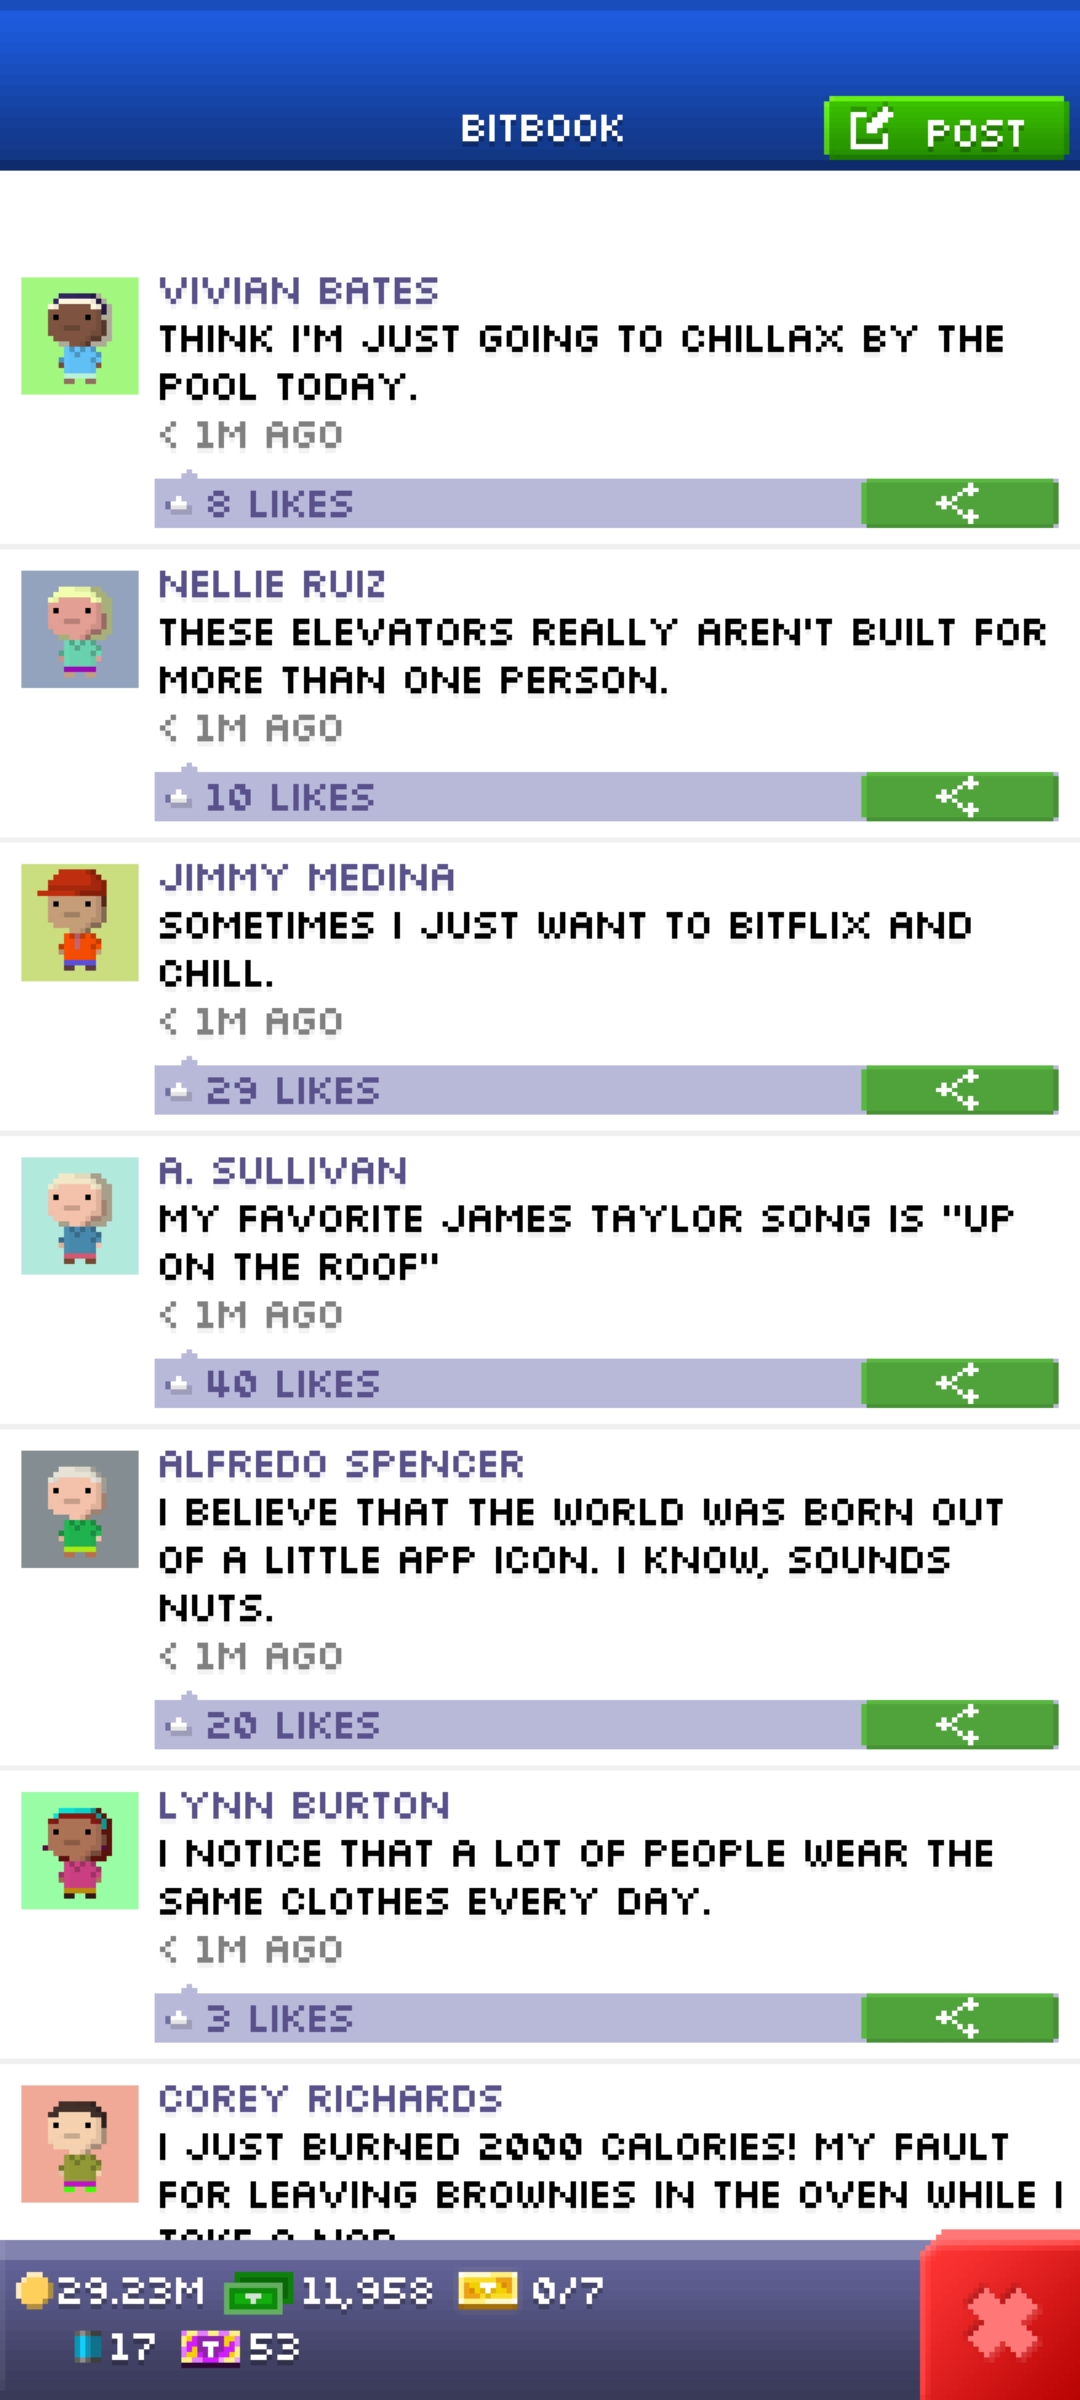 BITBOOK
POST
VIVIAN BATES
THINK I'M JUST GOING TO CHILLAX BY THE
POOL TODAY.
< 1M AGO
8 LIKES
NELLIE RUIZ
THESE ELEVATORS REALLY AREN'T BUILT FOR
MORE THAN ONE PERSON.
< 1M AGO
10 LIKES
JIMMY MEDINA
SOMETIMES I JUST WANT TO BITFLIX AND
CHILL.
< 1M AGO
29 LIKES
A. SULLIVAN
MY FAVORITE JAMES TAYLOR SONG IS "UP
ON THE ROOF"
< 1M AGO
40 LIKES
ALFREDO SPENCER
I BELIEVE THAT THE WORLD WAS BORN OUT
OF A LITTLE APP ICON. I KNOW, SOUNDS
NUTS.
< 1M AGO
20 LIKES
LYNN BURTON
I NOTICE THAT A LOT OF PEOPLE WEAR THE
SAME CLOTHES EVERY DAY.
< 1M AGO
3 LIKES
COREY RICHARDS
I JUST BURNED 2000 CALORIES! MY FAULT
FOR LEAVING BROWNIES IN THE OVEN WHILE I
TAKE A NAP
29.23M 11,958 0/7
17 53